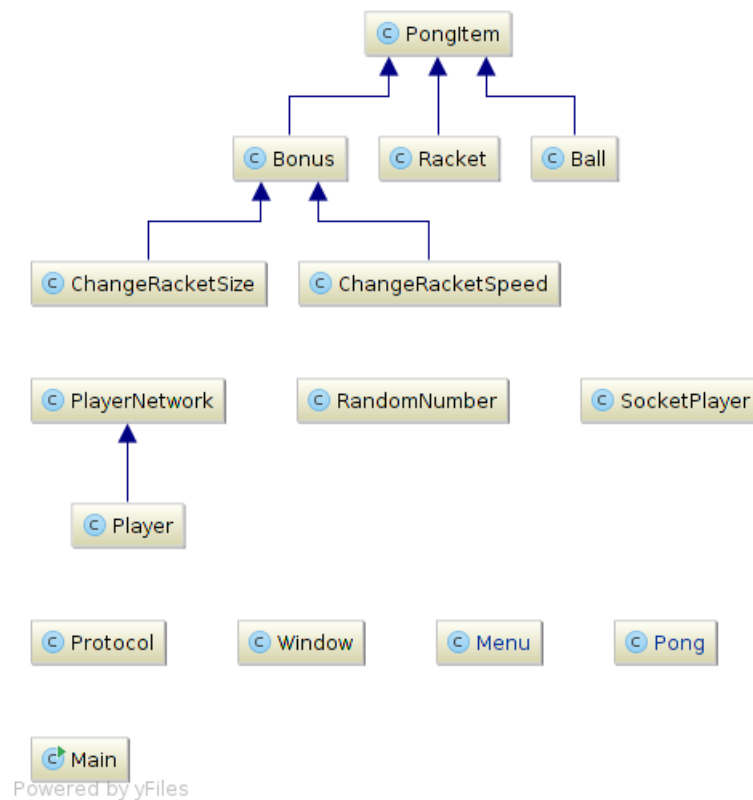 PongItem
Bonus
Racket
Ball
ChangeRacketSize
ChangeRacketSpeed
PlayerNetwork
RandomNumber
SocketPlayer
Player
Protocol
Window
Menu
Pong
Main
Powered by yFiles